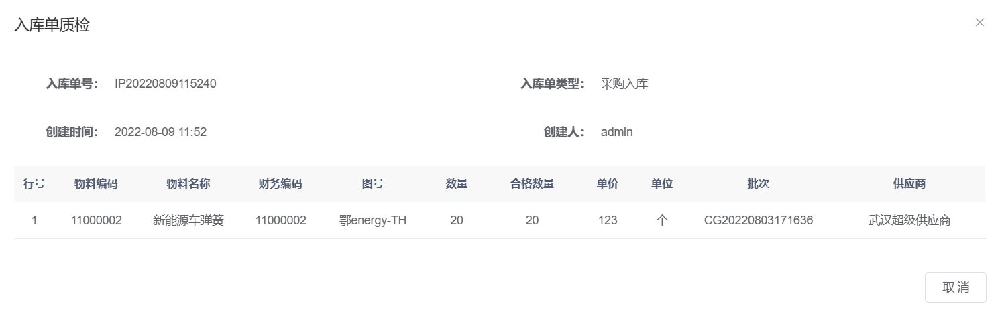 入库单质检
入库单号： IP20220809115240 入库单类型： 采购入库
创建时间： 2022-08-09 11:52 创建人： admin
行号 物料编码 物料名称 财务编码 图号 数量 合格数量 单价 单位 批次 供应商
1 11000002 新能源车弹簧 11000002 鄂energy-TH 20 20 123 个 CG20220803171636 武汉超级供应商
取消